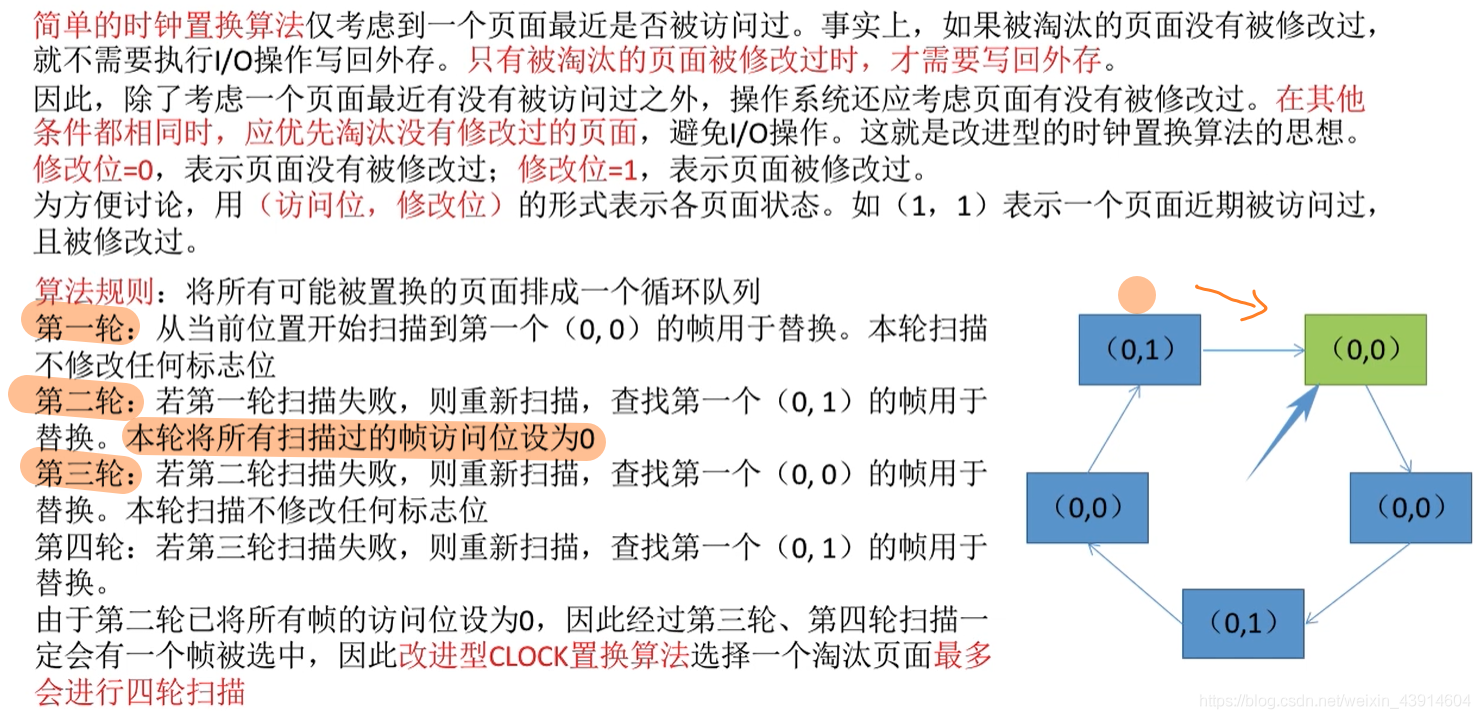 简单的时钟置换算法仅考虑到一个页面最近是否被访问过。事实上，如果被淘汰的页面没有被修改过，
就不需要执行I/O操作写回外存。只有被淘汰的页面被修改过时，才需要写回外存。
因此，除了考虑一个页面最近有没有被访问过之外，操作系统还应考虑页面有没有被修改过。在其他
条件都相同时，应优先淘汰没有修改过的页面，避免I/O操作。这就是改进型的时钟置换算法的思想。
修改位=0，表示页面没有被修改过；修改位=1，表示页面被修改过。
为方便讨论，用（访问位，修改位）的形式表示各页面状态。如（1，1）表示一个页面近期被访问过，
且被修改过。
算法规则：将所有可能被置换的页面排成一个循环队列
第一轮：从当前位置开始扫描到第一个（0, 0）的帧用于替换。本轮扫描
不修改任何标志位
第二轮：若第一轮扫描失败，则重新扫描，查找第一个（0, 1）的帧用于
替换。本轮将所有扫描过的帧访问位设为0
第三轮：若第二轮扫描失败，则重新扫描，查找第一个（0, 0）的帧用于
替换。本轮扫描不修改任何标志位
第四轮：若第三轮扫描失败，则重新扫描，查找第一个（0, 1）的帧用于
替换。
由于第二轮已将所有帧的访问位设为0，因此经过第三轮、第四轮扫描一
定会有一个帧被选中，因此改进型CLOCK置换算法选择一个淘汰页面最多
会进行四轮扫描
（0,1）
（0,0）
（0,0）
（0,0）
（0,1）
https://blog.csdn.net/weixin_43914604